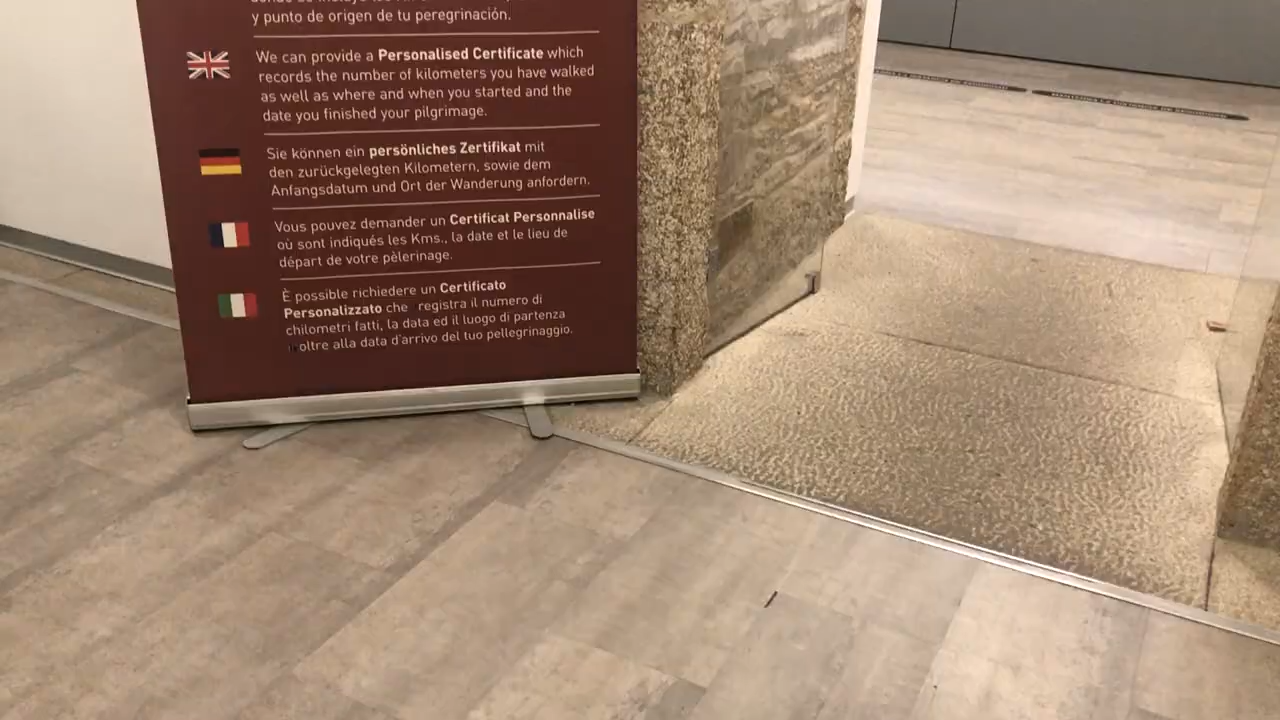 y punto de origen de tu peregrinación.
We can provide a Personalised Certificate which
records the number of kilometers you have walked
as well as where and when you started and the
date you finished your pilgrimage.
Sie können ein persönliches Zertifikat mit
den zurückgelegten Kilometern, sowie dem
Anfangsdatum und Ort der Wanderung anfordern.
Vous pouvez demander un Certificat Personnalise
où sont indiqués les Kms., la date et le lieu de
départ de votre pèlerinage.
È possibile richiedere un Certificato
Personalizzato che registra il numero di
chilometri fatti, la data ed il luogo di partenza
oltre alla data d'arrivo del tuo pellegrinaggio.